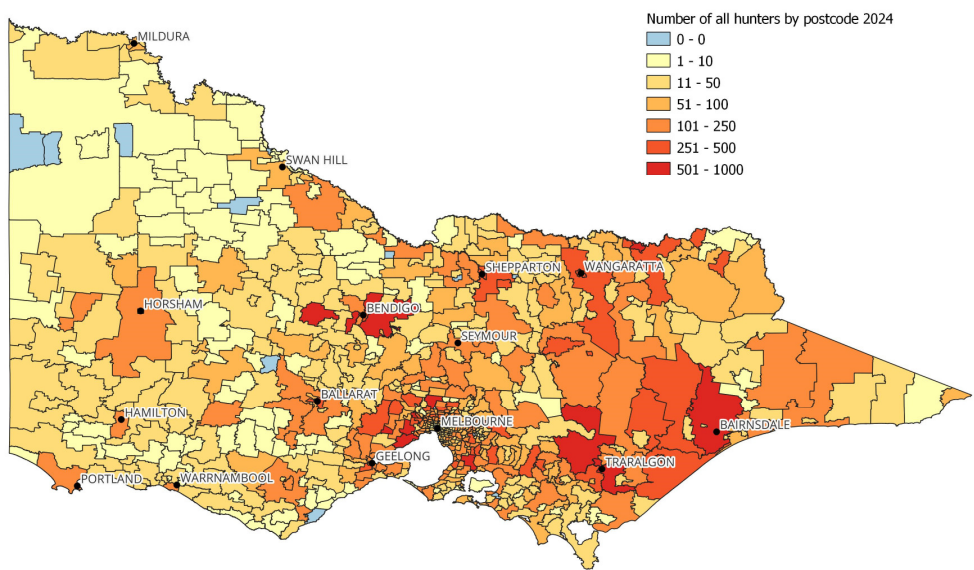 Number of all hunters by postcode 2024
0 - 0
1 - 10
11 - 50
51 - 100
101 - 250
251 - 500
501 - 1000
MILDURA
SWAN HILL
SHEPPARTON
WANGARATTA
HORSHAM
BENDIGO
SEYMOUR
BALLARAT
HAMILTON
MELBOURNE
BAIRNSDALE
GEELONG
TRARALGON
PORTLAND
WARRNAMBOOL